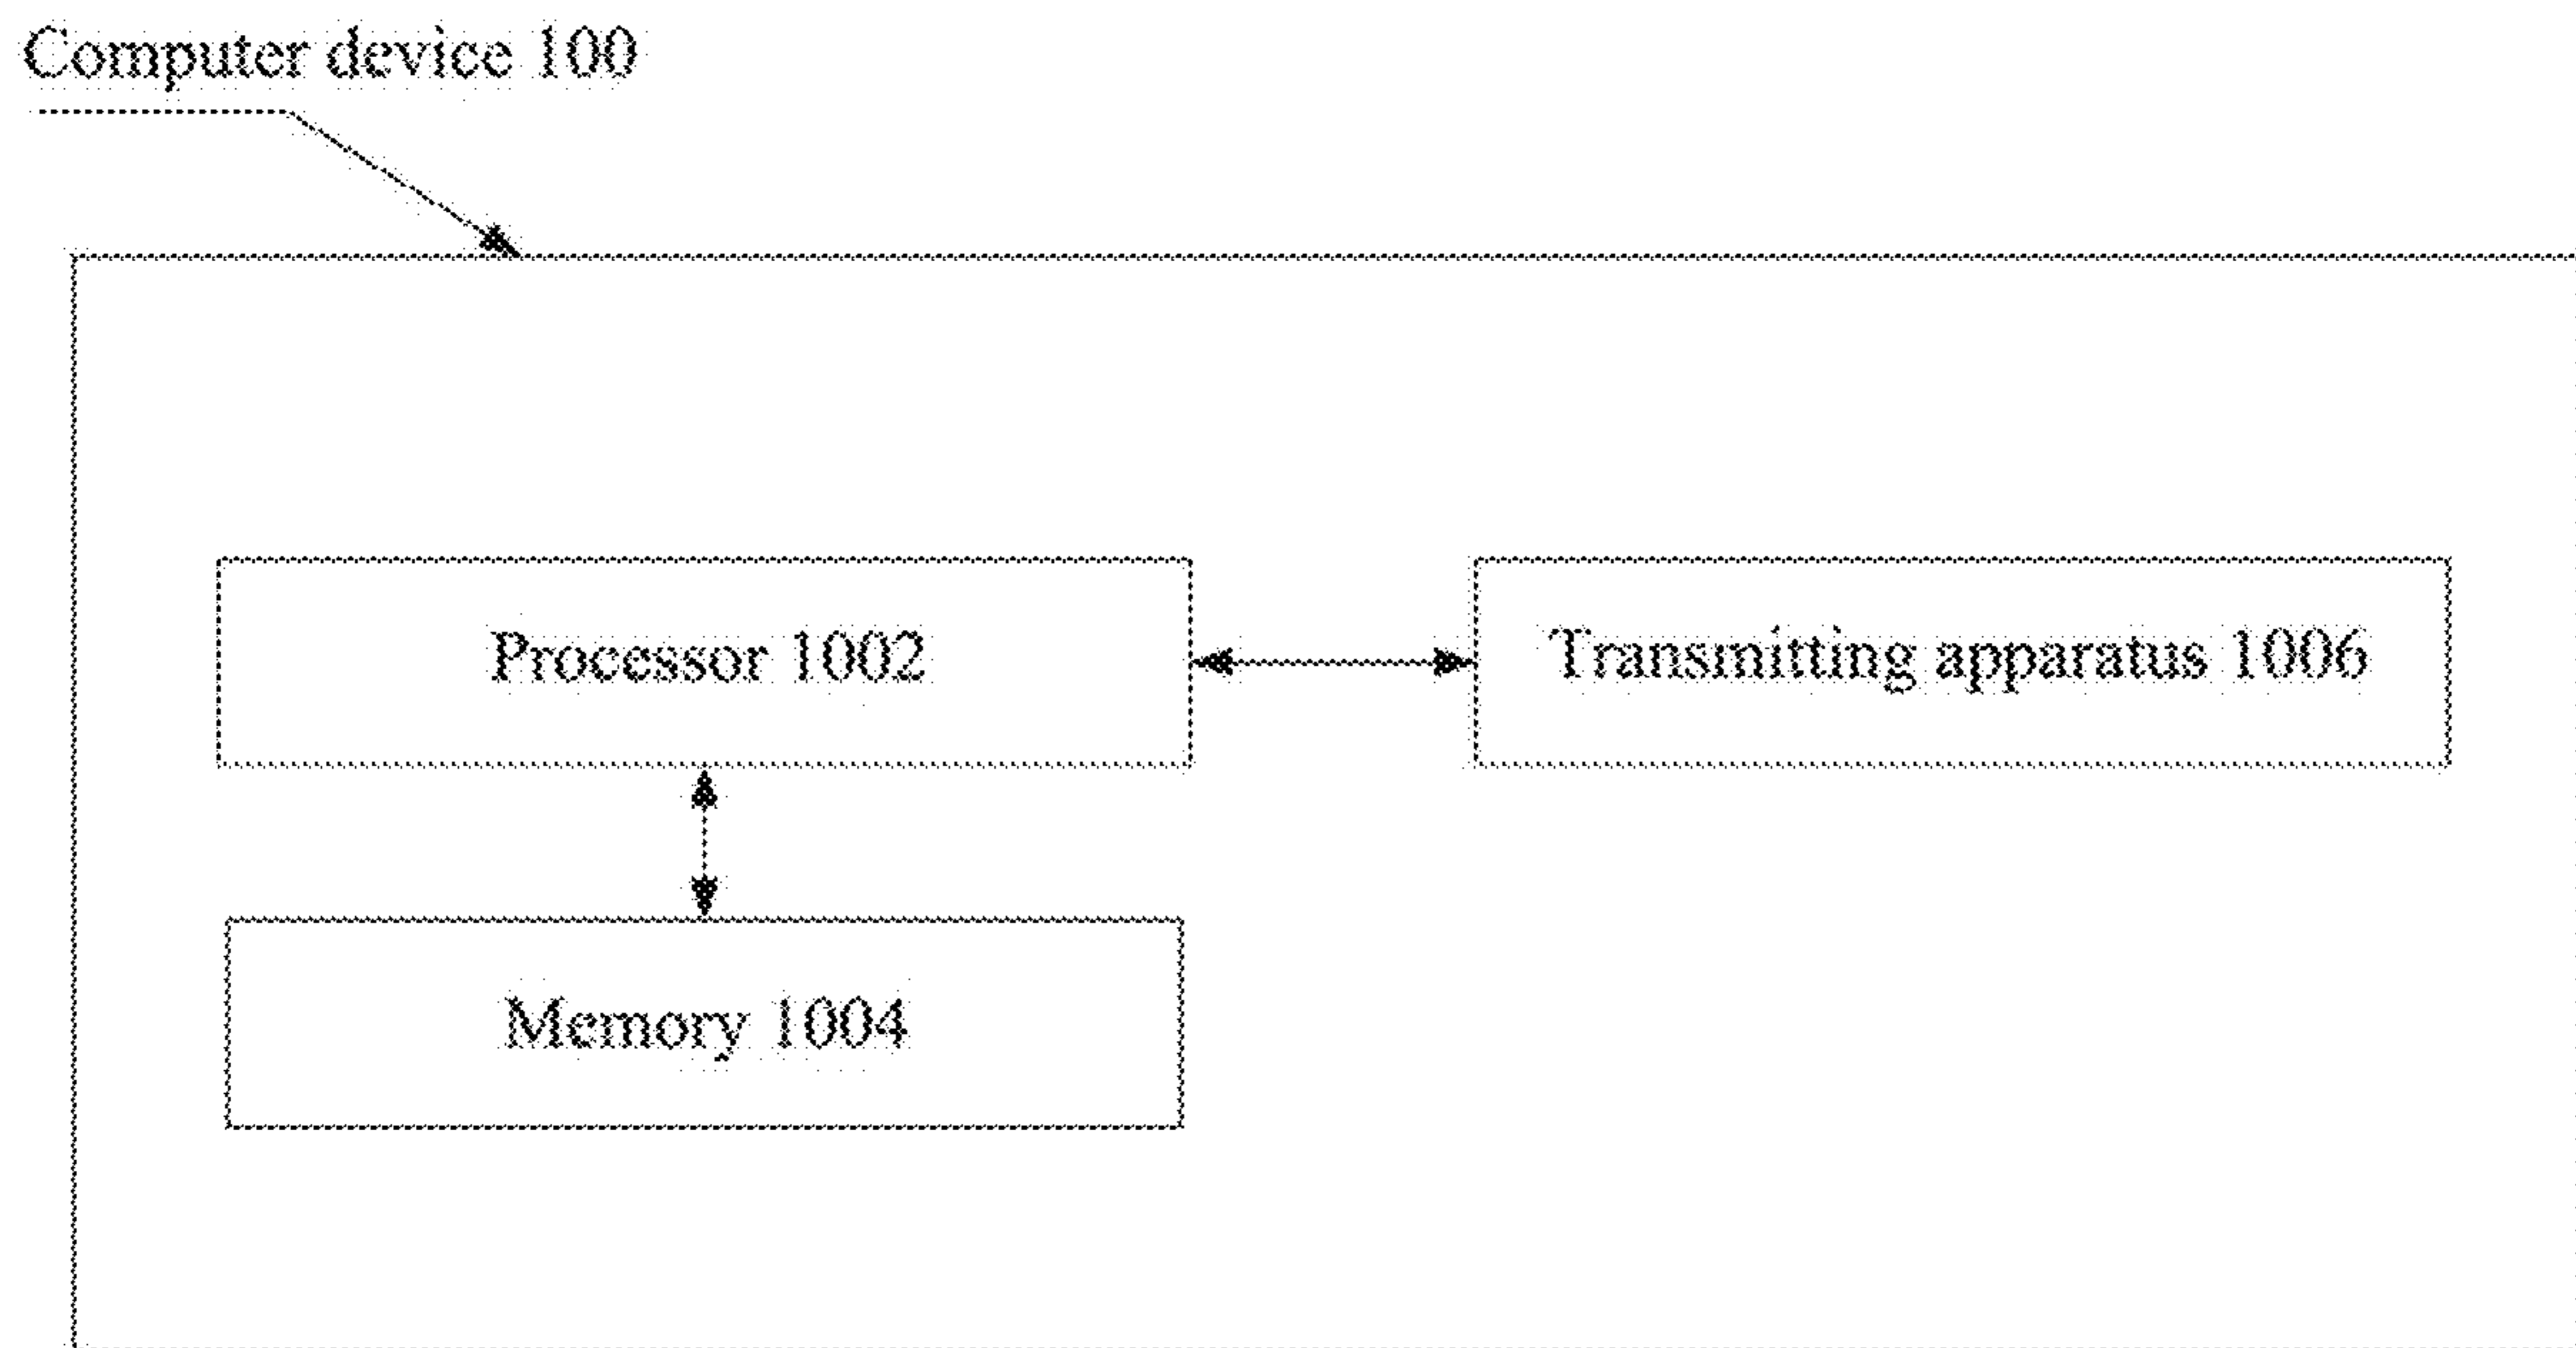 Computer device 100
Processor 1002
Transmitting apparatus 1006
Memory 1004